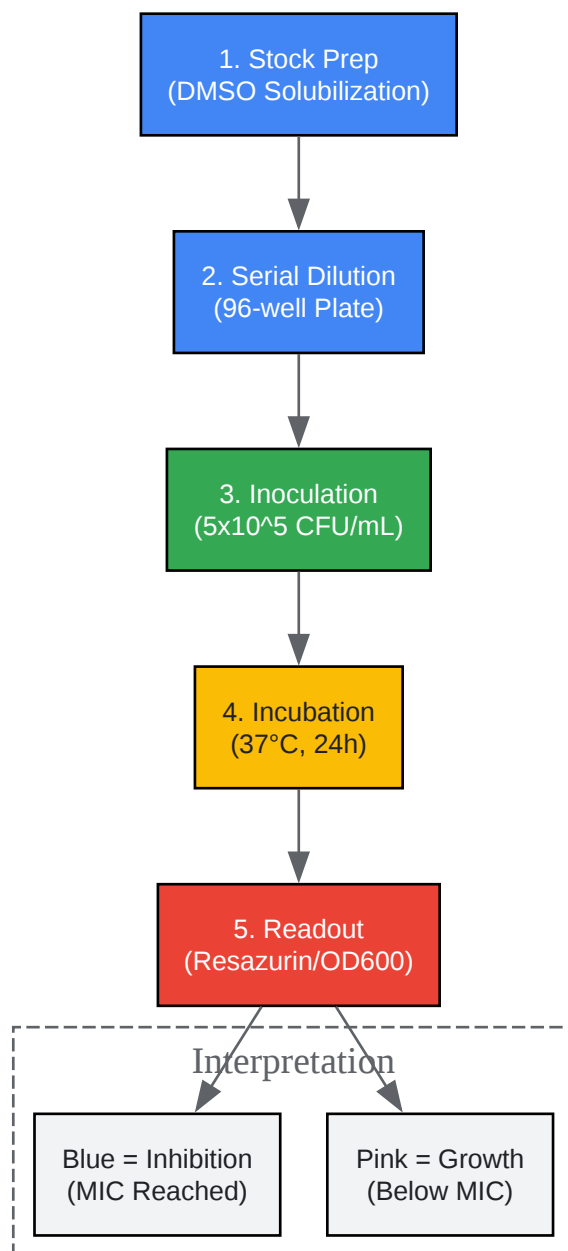 1. Stock Prep
(DMSO Solubilization)
2. Serial Dilution
(96-well Plate)
3. Inoculation
(5x10^5 CFU/mL)
4. Incubation
(37°C, 24h)
5. Readout
(Resazurin/OD600)
Interpretation
Blue = Inhibition
(MIC Reached)
Pink = Growth
(Below MIC)